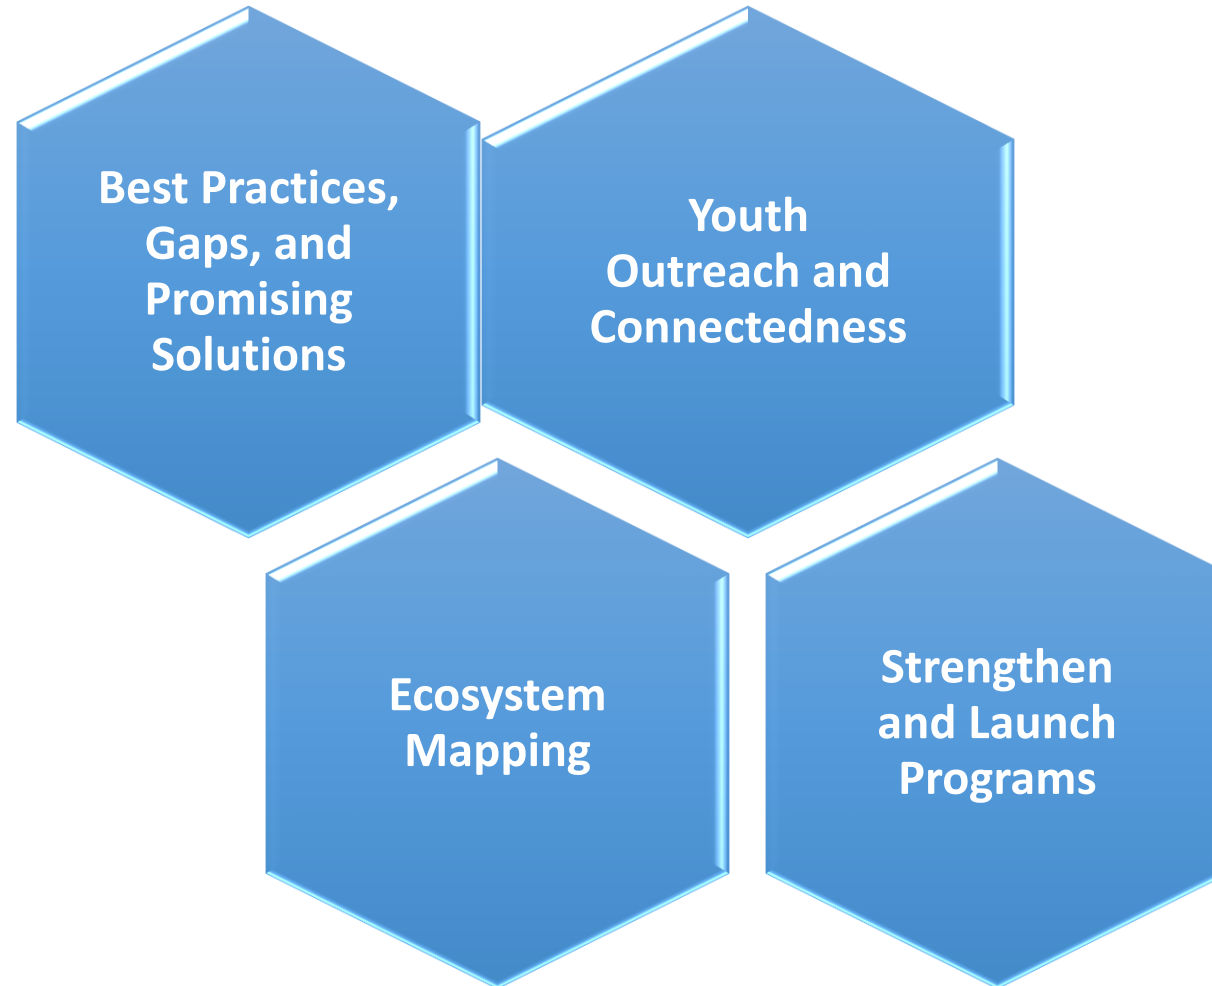 Best Practices,
Gaps, and
Promising
Solutions
Youth
Outreach and
Connectedness
Ecosystem
Mapping
Strengthen
and Launch
Programs